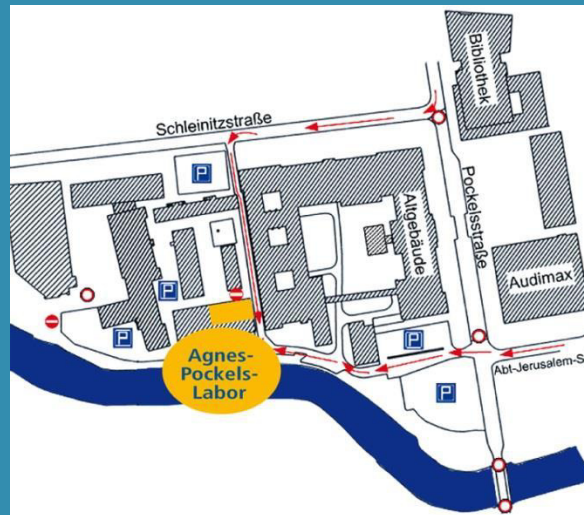 Bibliothek
Schleinitzstraße
P
Pockelsstraße
Altgebäude
Audimax
P
P
P
Agnes-
Pockels-
Labor
Abt-Jerusalem-S
P